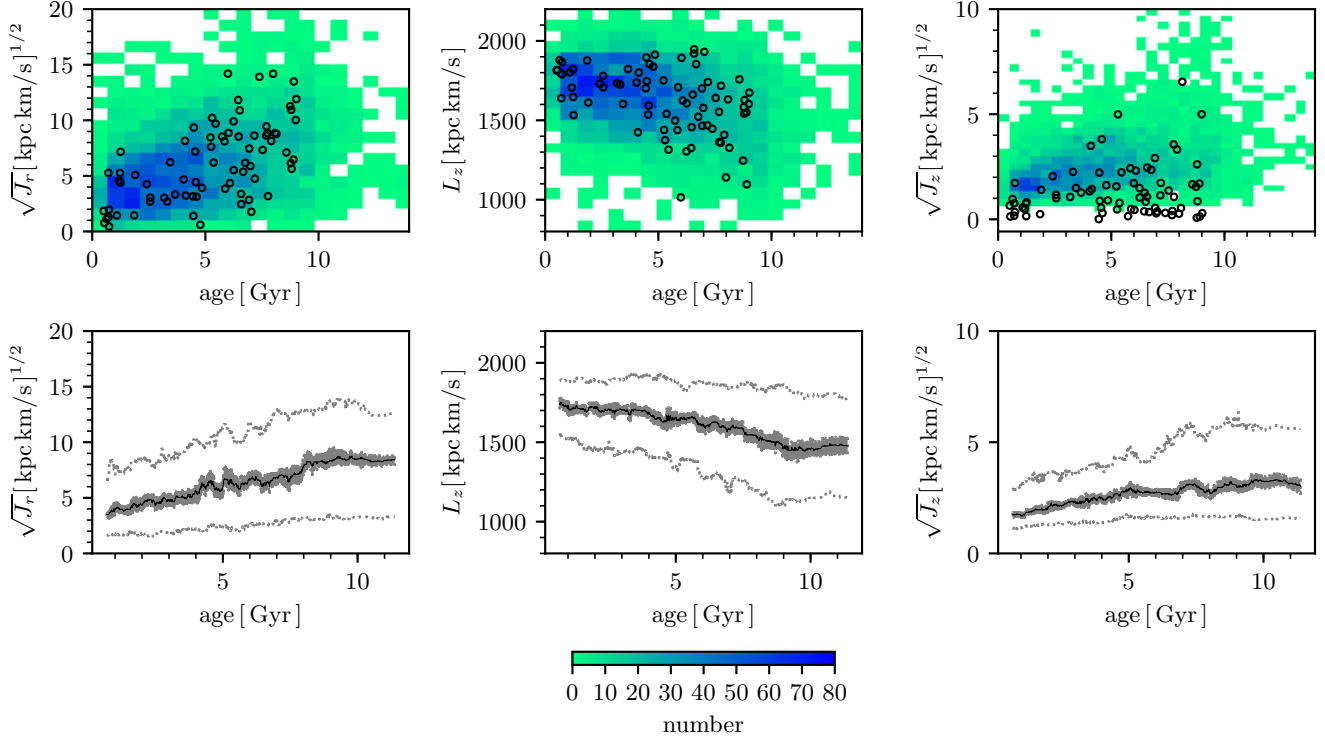 20
15
10
5
0
√J_r [kpc km/s]^{1/2}
0 5 10
age [Gyr]
2000
1500
1000
L_z [kpc km/s]
0 5 10
age [Gyr]
10
5
0
√J_z [kpc km/s]^{1/2}
0 5 10
age [Gyr]
20
15
10
5
0
√J_r [kpc km/s]^{1/2}
5 10
age [Gyr]
2000
1500
1000
L_z [kpc km/s]
5 10
age [Gyr]
10
5
0
√J_z [kpc km/s]^{1/2}
5 10
age [Gyr]
0 10 20 30 40 50 60 70 80
number